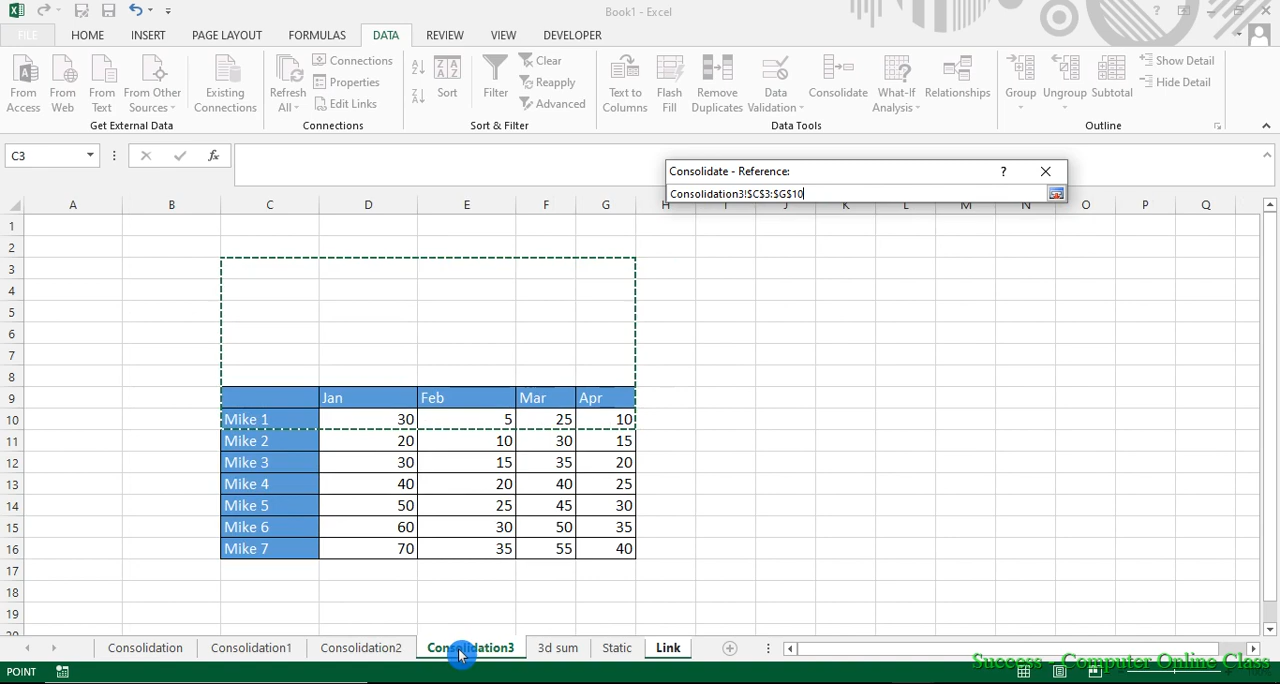 Book1 - Excel
FILE HOME INSERT PAGE LAYOUT FORMULAS DATA REVIEW VIEW DEVELOPER
From Access
From Web
From Text
From Other Sources
Existing Connections
Get External Data
Refresh All
Connections
Properties
Edit Links
Connections
Sort
Filter
Clear
Reapply
Advanced
Sort & Filter
Text to Columns
Flash Fill
Remove Duplicates
Data Validation
Consolidate
What-If Analysis
Relationships
Data Tools
Group
Ungroup
Subtotal
Show Detail
Hide Detail
Outline
C3
fx
Consolidate - Reference:
Consolidation3!$C$3:$G$10
A B C D E F G H I J K L M N O P Q
1
2
3
4
5
6
7
8
9 Jan Feb Mar Apr
10 Mike 1 30 5 25 10
11 Mike 2 20 10 30 15
12 Mike 3 30 15 35 20
13 Mike 4 40 20 40 25
14 Mike 5 50 25 45 30
15 Mike 6 60 30 50 35
16 Mike 7 70 35 55 40
17
18
19
20
Consolidation Consolidation1 Consolidation2 Consolidation3 3d sum Static Link
POINT
Success - Computer Online Class